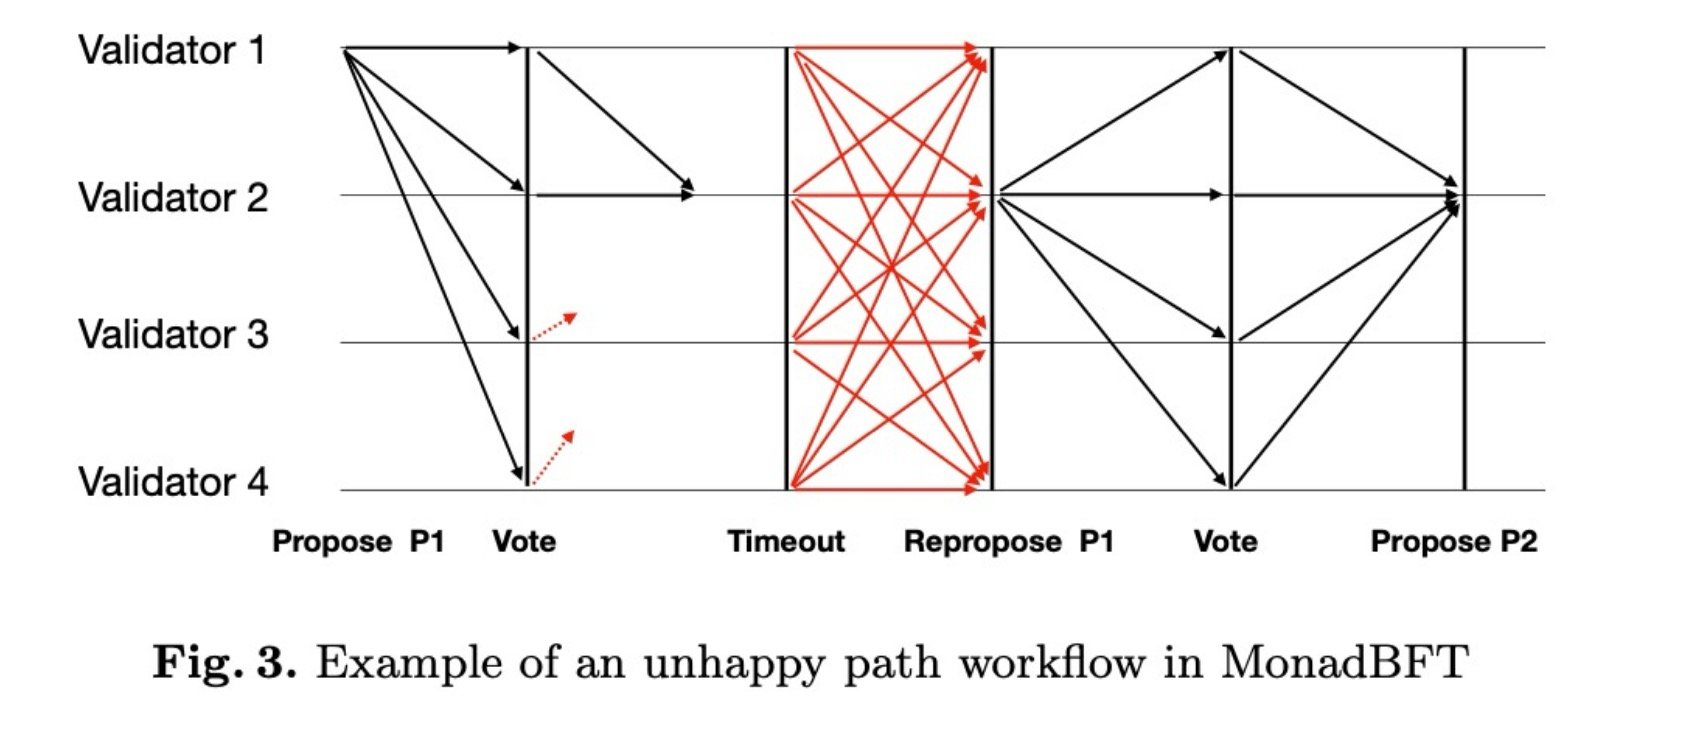 Validator 1
Validator 2
Validator 3
Validator 4
Propose P1 Vote Timeout Repropose P1 Vote Propose P2
Fig. 3. Example of an unhappy path workflow in MonadBFT